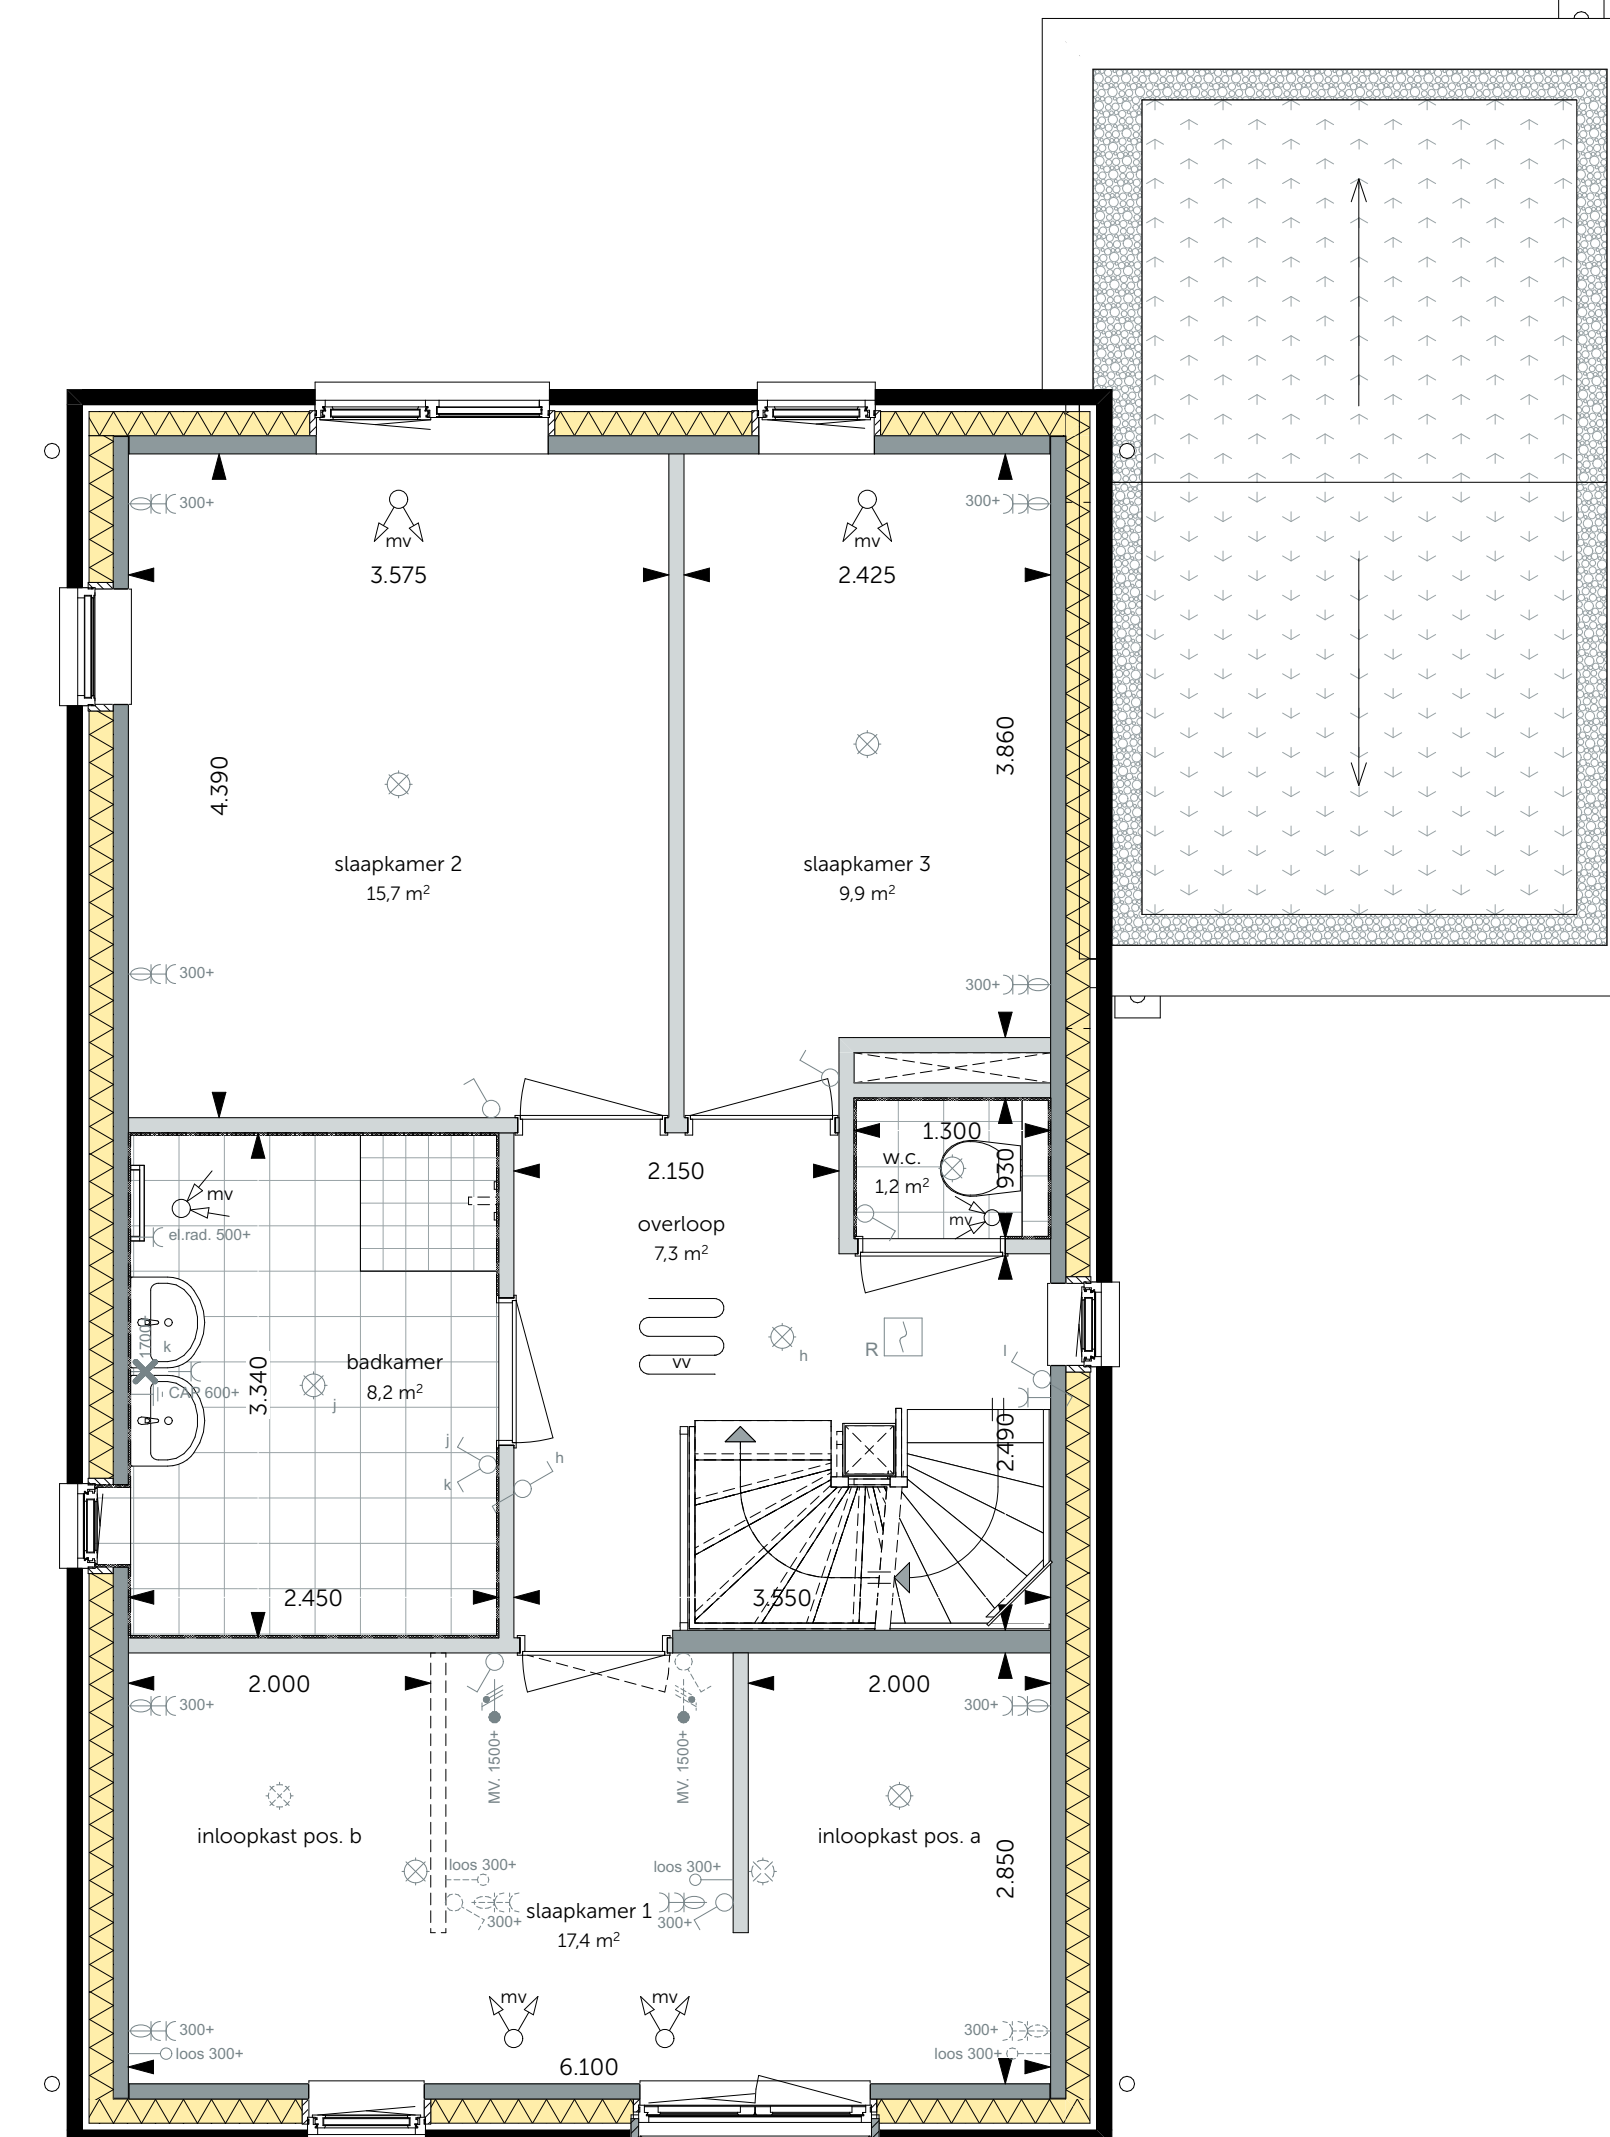 300+
300+
mv
mv
3.575
2.425
4.390
3.860
slaapkamer 2
15,7 m²
slaapkamer 3
9,9 m²
300+
300+
1.300
w.c.
1,2 m²
930
mv
2.150
mv
el.rad. 500+
overloop
7,3 m²
1700+
k
vv
h
R
l
badkamer
8,2 m²
CAP 600+
3.340
j
j
k
h
2.490
2.450
3.550
2.000
2.000
300+
300+
MV. 1500+
MV. 1500+
inloopkast pos. b
inloopkast pos. a
2.850
loos 300+
loos 300+
300+
slaapkamer 1
300+
17,4 m²
mv
mv
300+
300+
loos 300+
loos 300+
6.100